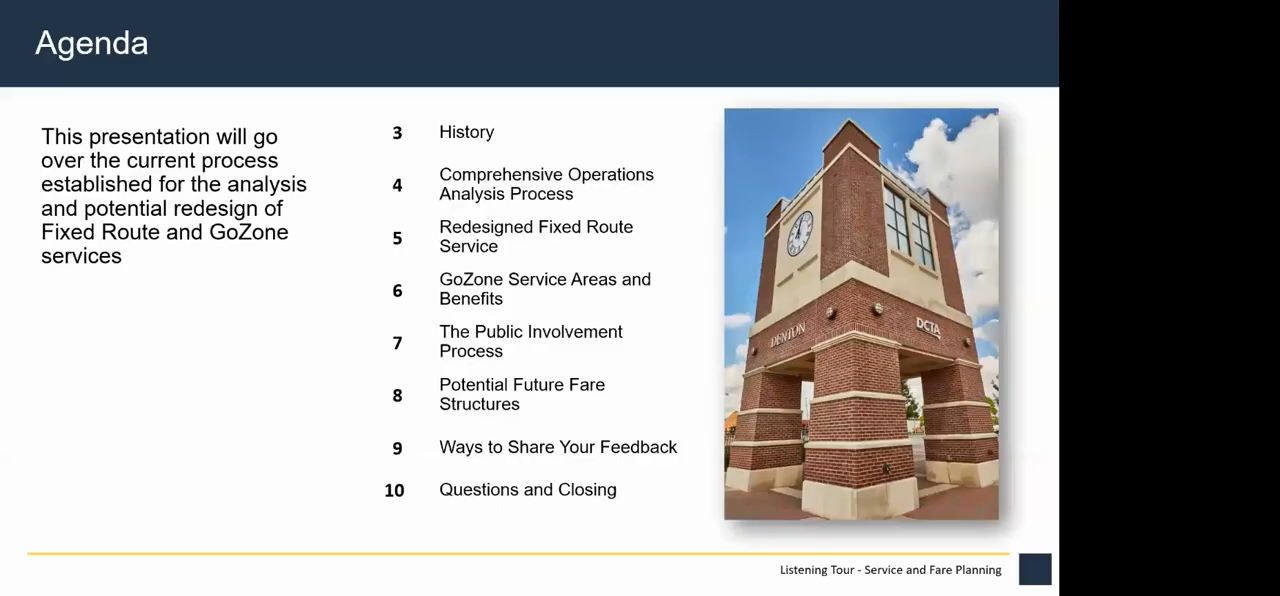 Agenda
This presentation will go
over the current process
established for the analysis
and potential redesign of
Fixed Route and GoZone
services
3 History
4 Comprehensive Operations
Analysis Process
5 Redesigned Fixed Route
Service
6 GoZone Service Areas and
Benefits
7 The Public Involvement
Process
8 Potential Future Fare
Structures
9 Ways to Share Your Feedback
10 Questions and Closing
DENTON
DCTA
Listening Tour - Service and Fare Planning